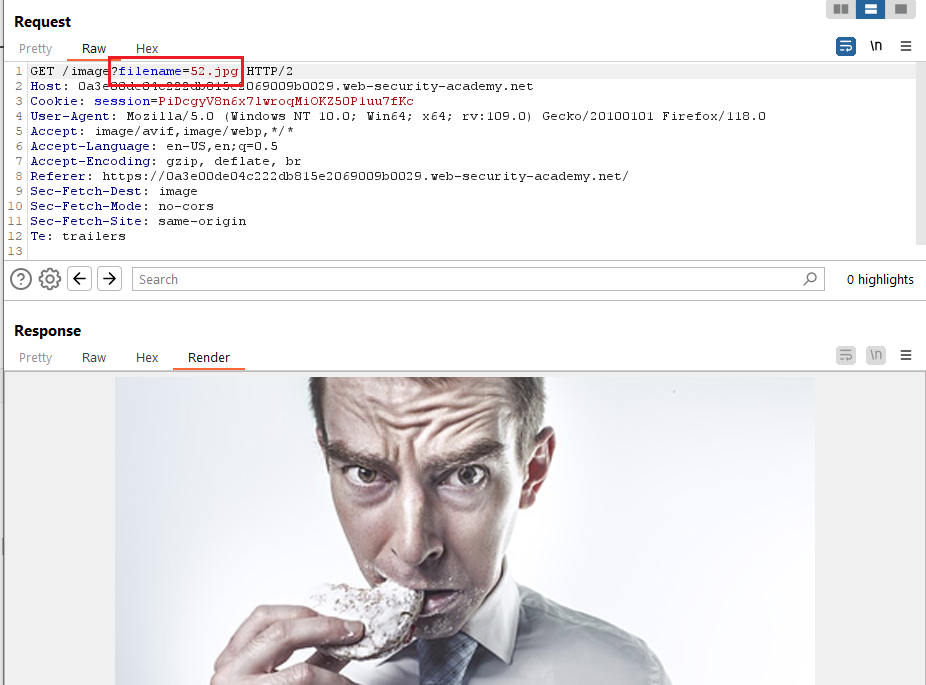 Request
Pretty Raw Hex
\n
1 GET /image?filename=52.jpg HTTP/2
2 Host: 0a3e00de04c222db815e2069009b0029.web-security-academy.net
3 Cookie: session=PiDcgyV8n6x7lwroqMiOKZ5OP1uu7fKc
4 User-Agent: Mozilla/5.0 (Windows NT 10.0; Win64; x64; rv:109.0) Gecko/20100101 Firefox/118.0
5 Accept: image/avif,image/webp,*/*
6 Accept-Language: en-US,en;q=0.5
7 Accept-Encoding: gzip, deflate, br
8 Referer: https://0a3e00de04c222db815e2069009b0029.web-security-academy.net/
9 Sec-Fetch-Dest: image
10 Sec-Fetch-Mode: no-cors
11 Sec-Fetch-Site: same-origin
12 Te: trailers
13
? Search 0 highlights
Response
Pretty Raw Hex Render
\n